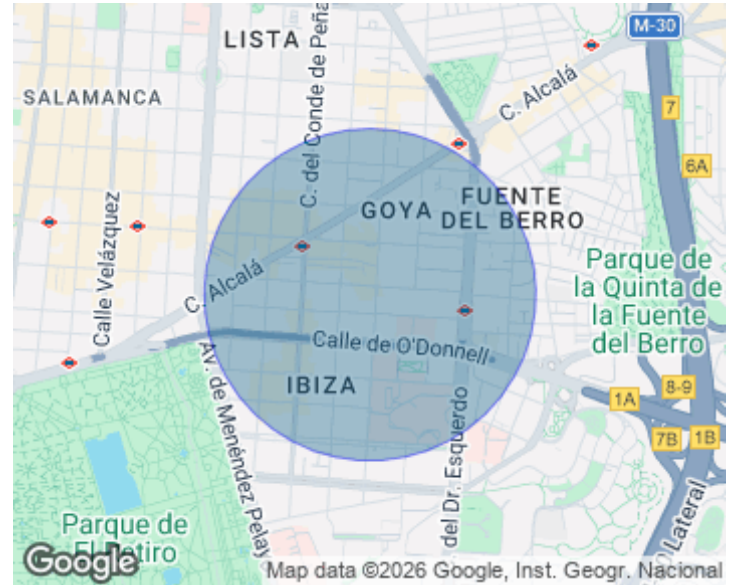 M-30
LISTA
C. del Conde de Peña
SALAMANCA
C. Alcalá
7
6A
GOYA
FUENTE
DEL BERRO
Calle Velázquez
C. Alcalá
Parque de
la Quinta de
la Fuente
del Berro
Calle de O'Donnell
Av. de Menéndez Pelay
IBIZA
del Dr. Esquerdo
8-9
1A
7B
1B
Lateral
Parque de
El Retiro
Google
Map data ©2026 Google, Inst. Geogr. Nacional